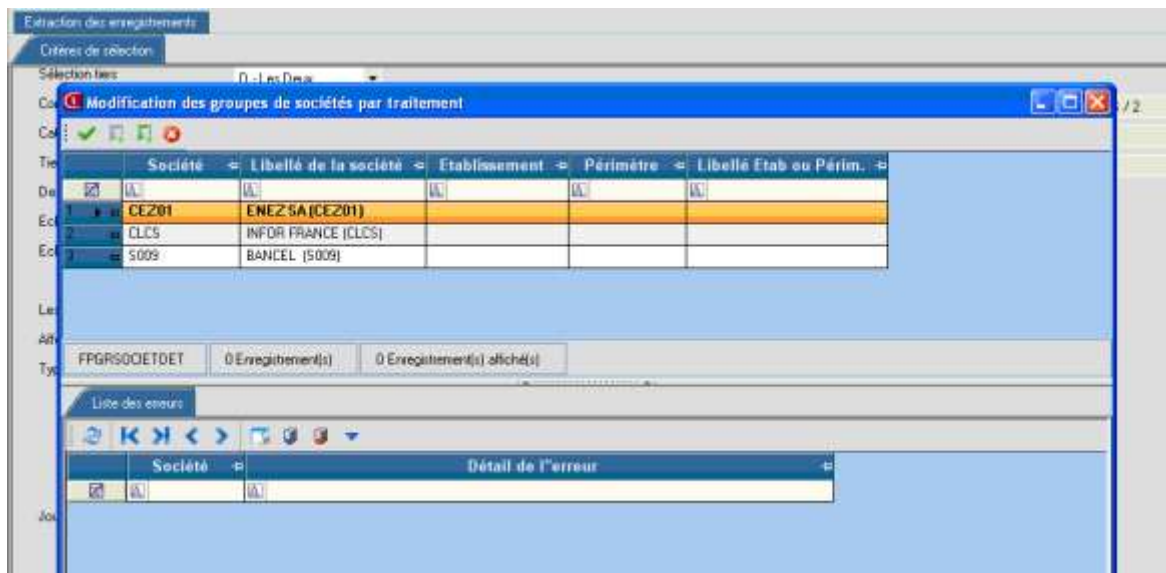 Extraction des enregistrements
Critères de sélection
Sélection tiers D - Les Deux
Modification des groupes de sociétés par traitement
/ 2
Société Libellé de la société Etablissement Périmètre Libellé Etab ou Périm.
1 CEZ01 ENEZ SA (CEZ01)
2 CLCS INFOR FRANCE (CLCS)
3 S009 BANCEL (S009)
FPGRSOCIETDET 0 Enregistrement(s) 0 Enregistrement(s) affiché(s)
Liste des erreurs
Société Détail de l''erreur